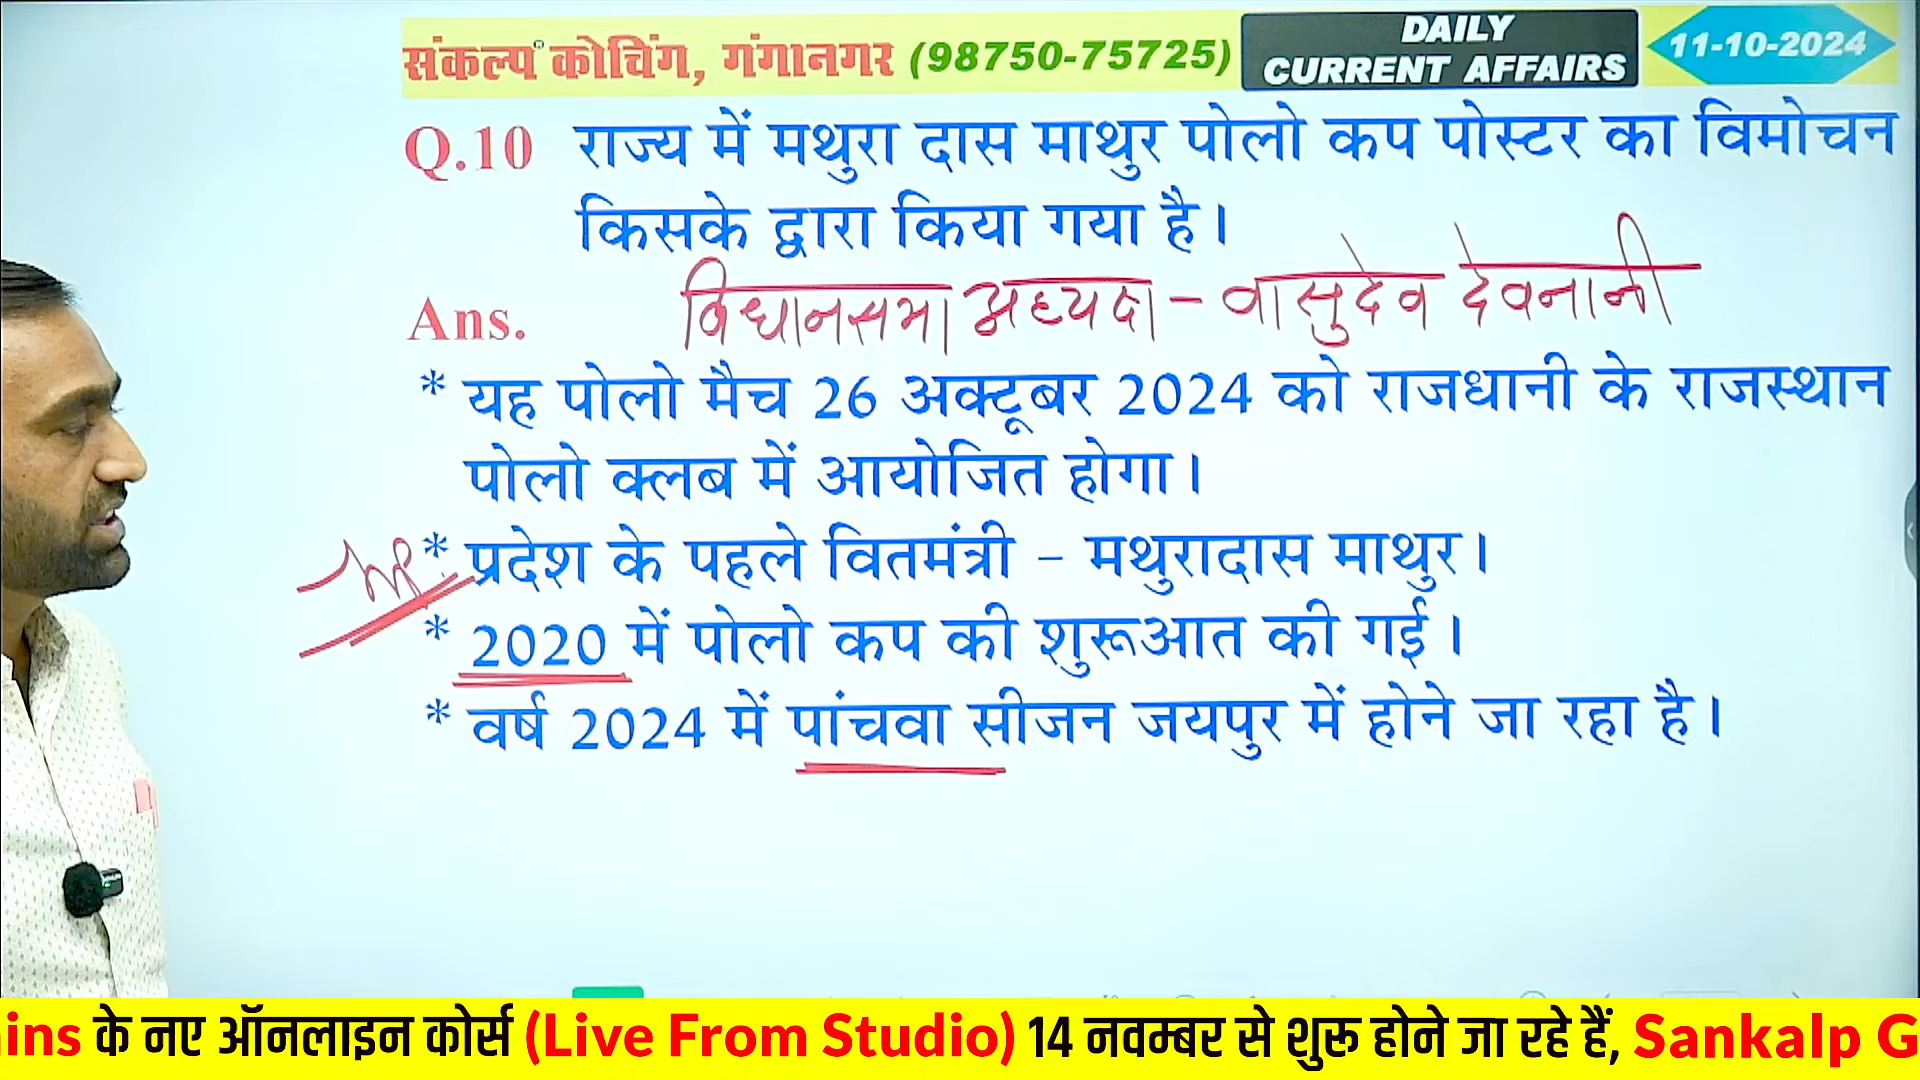 संकल्प कोचिंग, गंगानगर (98750-75725)
DAILY
CURRENT AFFAIRS
11-10-2024
Q.10 राज्य में मथुरा दास माथुर पोलो कप पोस्टर का विमोचन
किसके द्वारा किया गया है।
Ans. विधानसभा अध्यक्ष - वासुदेव देवनानी
* यह पोलो मैच 26 अक्टूबर 2024 को राजधानी के राजस्थान
पोलो क्लब में आयोजित होगा।
* प्रदेश के पहले वितमंत्री - मथुरादास माथुर।
* 2020 में पोलो कप की शुरूआत की गई।
* वर्ष 2024 में पांचवा सीजन जयपुर में होने जा रहा है।
ins के नए ऑनलाइन कोर्स (Live From Studio) 14 नवम्बर से शुरू होने जा रहे हैं, Sankalp G